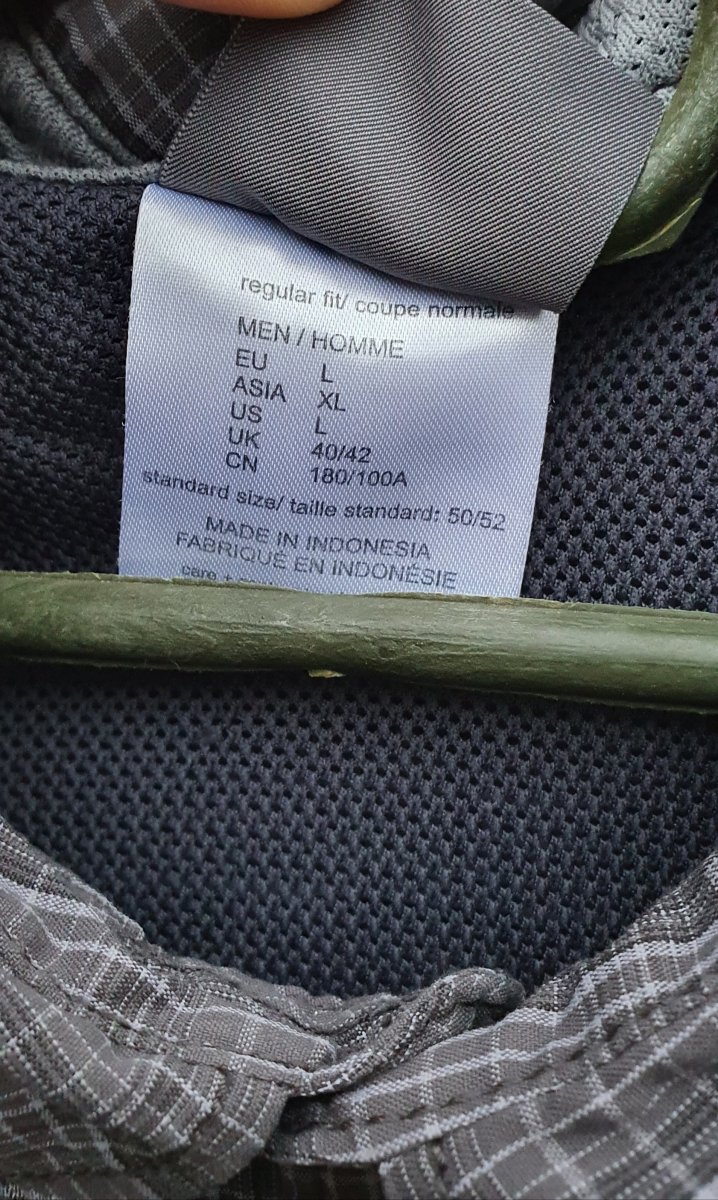 regular fit/ coupe normale
MEN / HOMME
EU L
ASIA XL
US L
UK 40/42
CN 180/100A
standard size/ taille standard: 50/52
MADE IN INDONESIA
FABRIQUÉ EN INDONÉSIE
care +